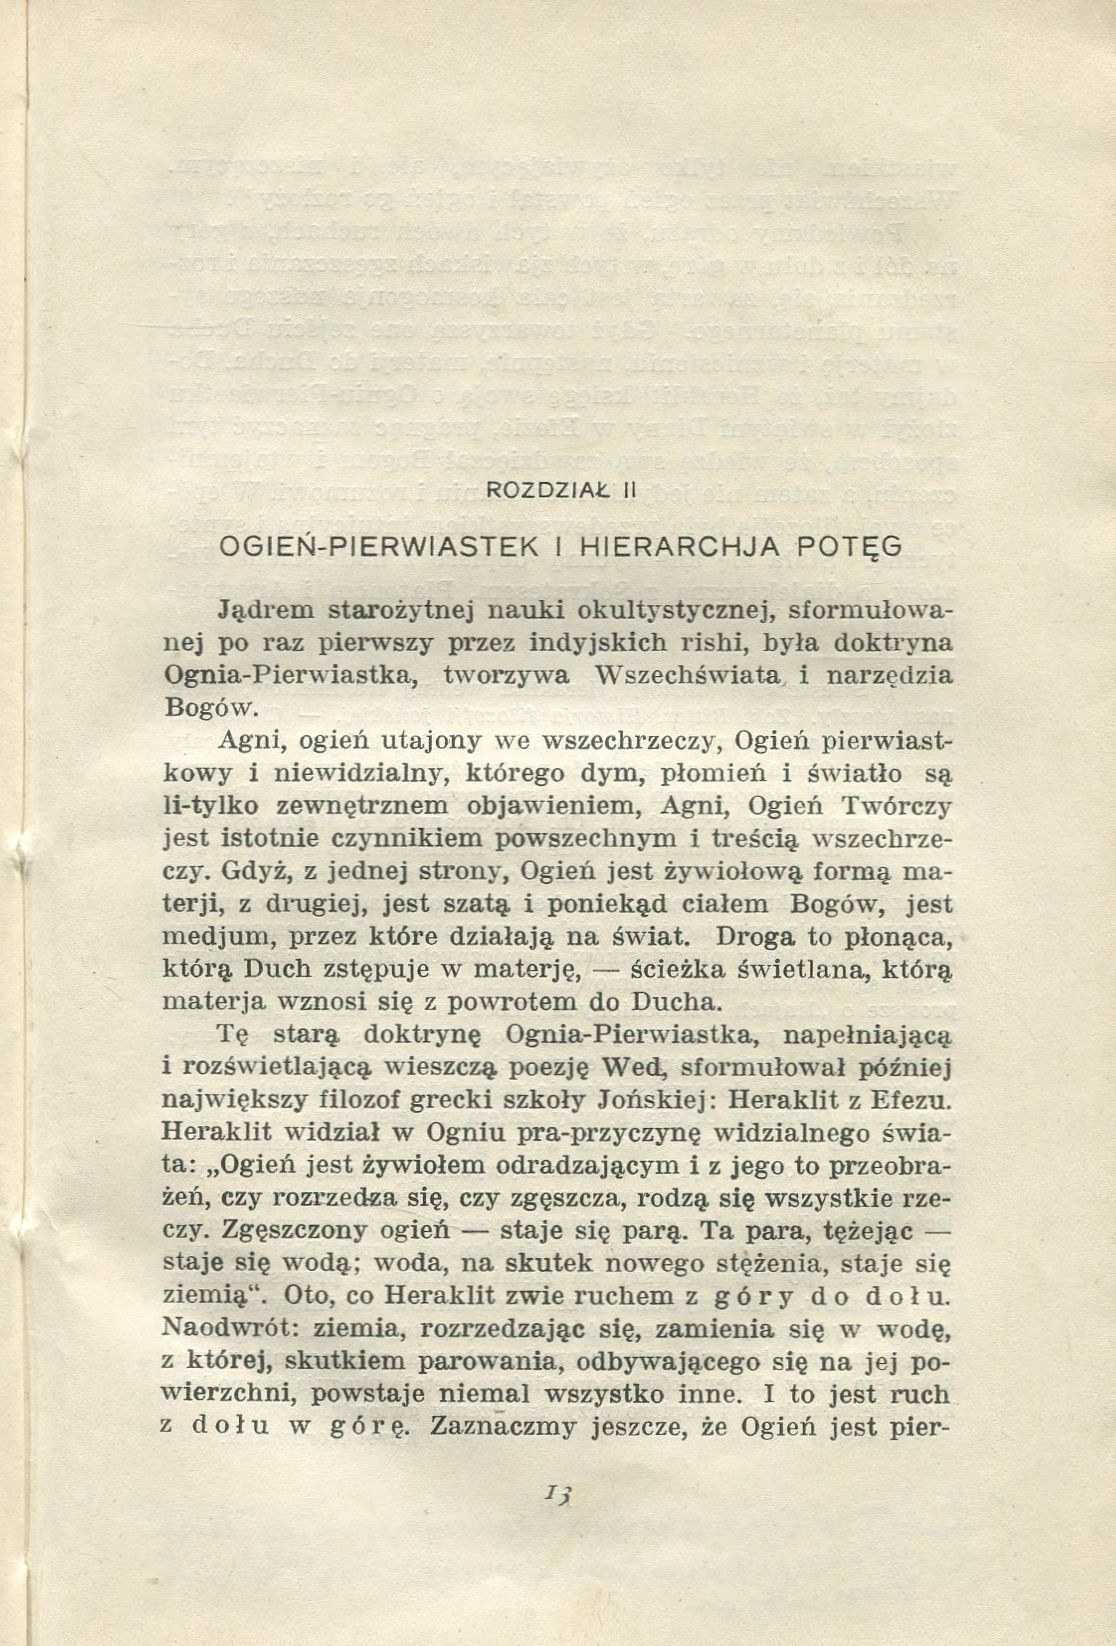 ROZDZIAŁ II
OGIEŃ-PIERWIASTEK I HIERARCHJA POTĘG
Jądrem starożytnej nauki okultystycznej, sformułowa-
nej po raz pierwszy przez indyjskich rishi, była doktryna
Ognia-Pierwiastka, tworzywa Wszechświata i narzędzia
Bogów.
Agni, ogień utajony we wszechrzeczy, Ogień pierwiast-
kowy i niewidzialny, którego dym, płomień i światło są
li-tylko zewnętrznem objawieniem, Agni, Ogień Twórczy
jest istotnie czynnikiem powszechnym i treścią wszechrze-
czy. Gdyż, z jednej strony, Ogień jest żywiołową formą ma-
terji, z drugiej, jest szatą i poniekąd ciałem Bogów, jest
medjum, przez które działają na świat. Droga to płonąca,
którą Duch zstępuje w materję, — ścieżka świetlana, którą
materja wznosi się z powrotem do Ducha.
Tę starą doktrynę Ognia-Pierwiastka, napełniającą
i rozświetlającą wieszczą poezję Wed, sformułował później
największy filozof grecki szkoły Jońskiej: Heraklit z Efezu.
Heraklit widział w Ogniu pra-przyczynę widzialnego świa-
ta: „Ogień jest żywiołem odradzającym i z jego to przeobra-
żeń, czy rozrzedza się, czy zgęszcza, rodzą się wszystkie rze-
czy. Zgęszczony ogień — staje się parą. Ta para, tężejąc —
staje się wodą; woda, na skutek nowego stężenia, staje się
ziemią“. Oto, co Heraklit zwie ruchem z góry do dołu.
Naodwrót: ziemia, rozrzedzając się, zamienia się w wodę,
z której, skutkiem parowania, odbywającego się na jej po-
wierzchni, powstaje niemal wszystko inne. I to jest ruch
z dołu w górę. Zaznaczmy jeszcze, że Ogień jest pier-
13